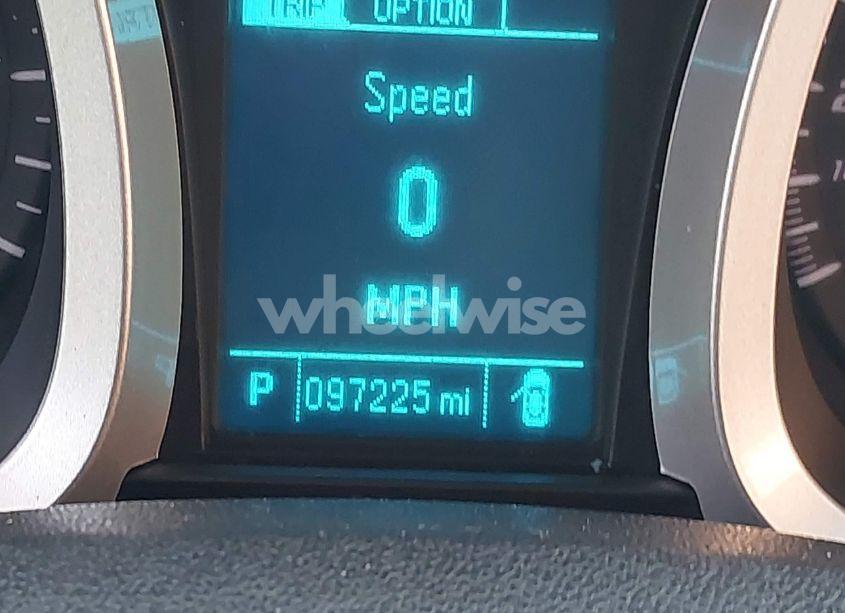 TRIP OPTION
Speed
0
MPH
wheelwise
P 097225 mi